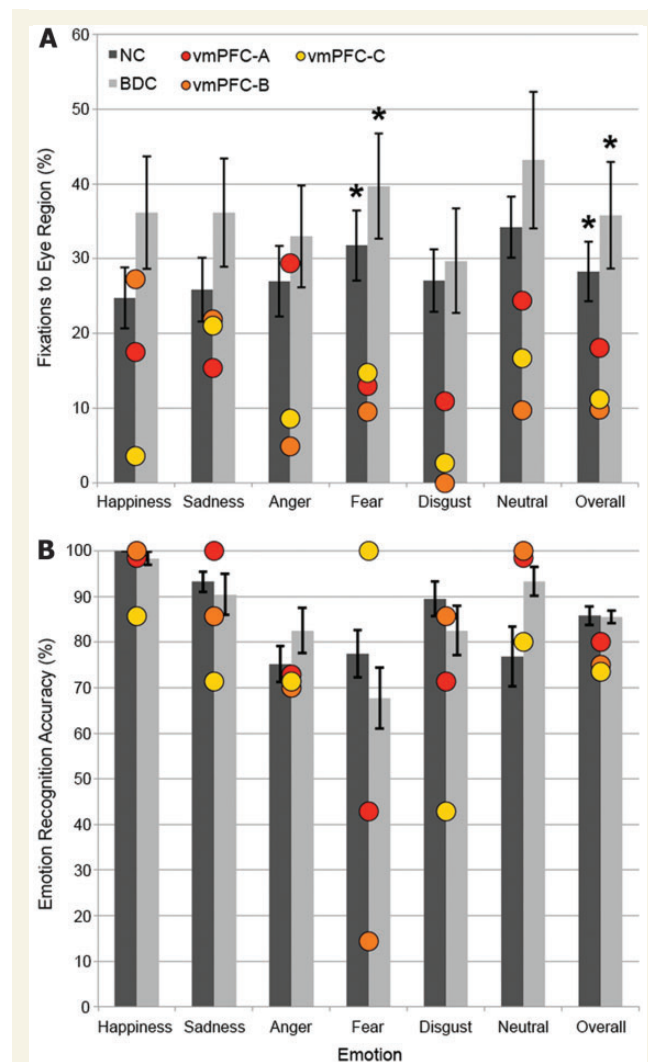 A
NC vmPFC-A vmPFC-C
BDC vmPFC-B
Fixations to Eye Region (%)
60
50
40
30
20
10
0
* * * *
Happiness Sadness Anger Fear Disgust Neutral Overall
B
Emotion Recognition Accuracy (%)
100
90
80
70
60
50
40
30
20
10
0
Happiness Sadness Anger Fear Disgust Neutral Overall
Emotion